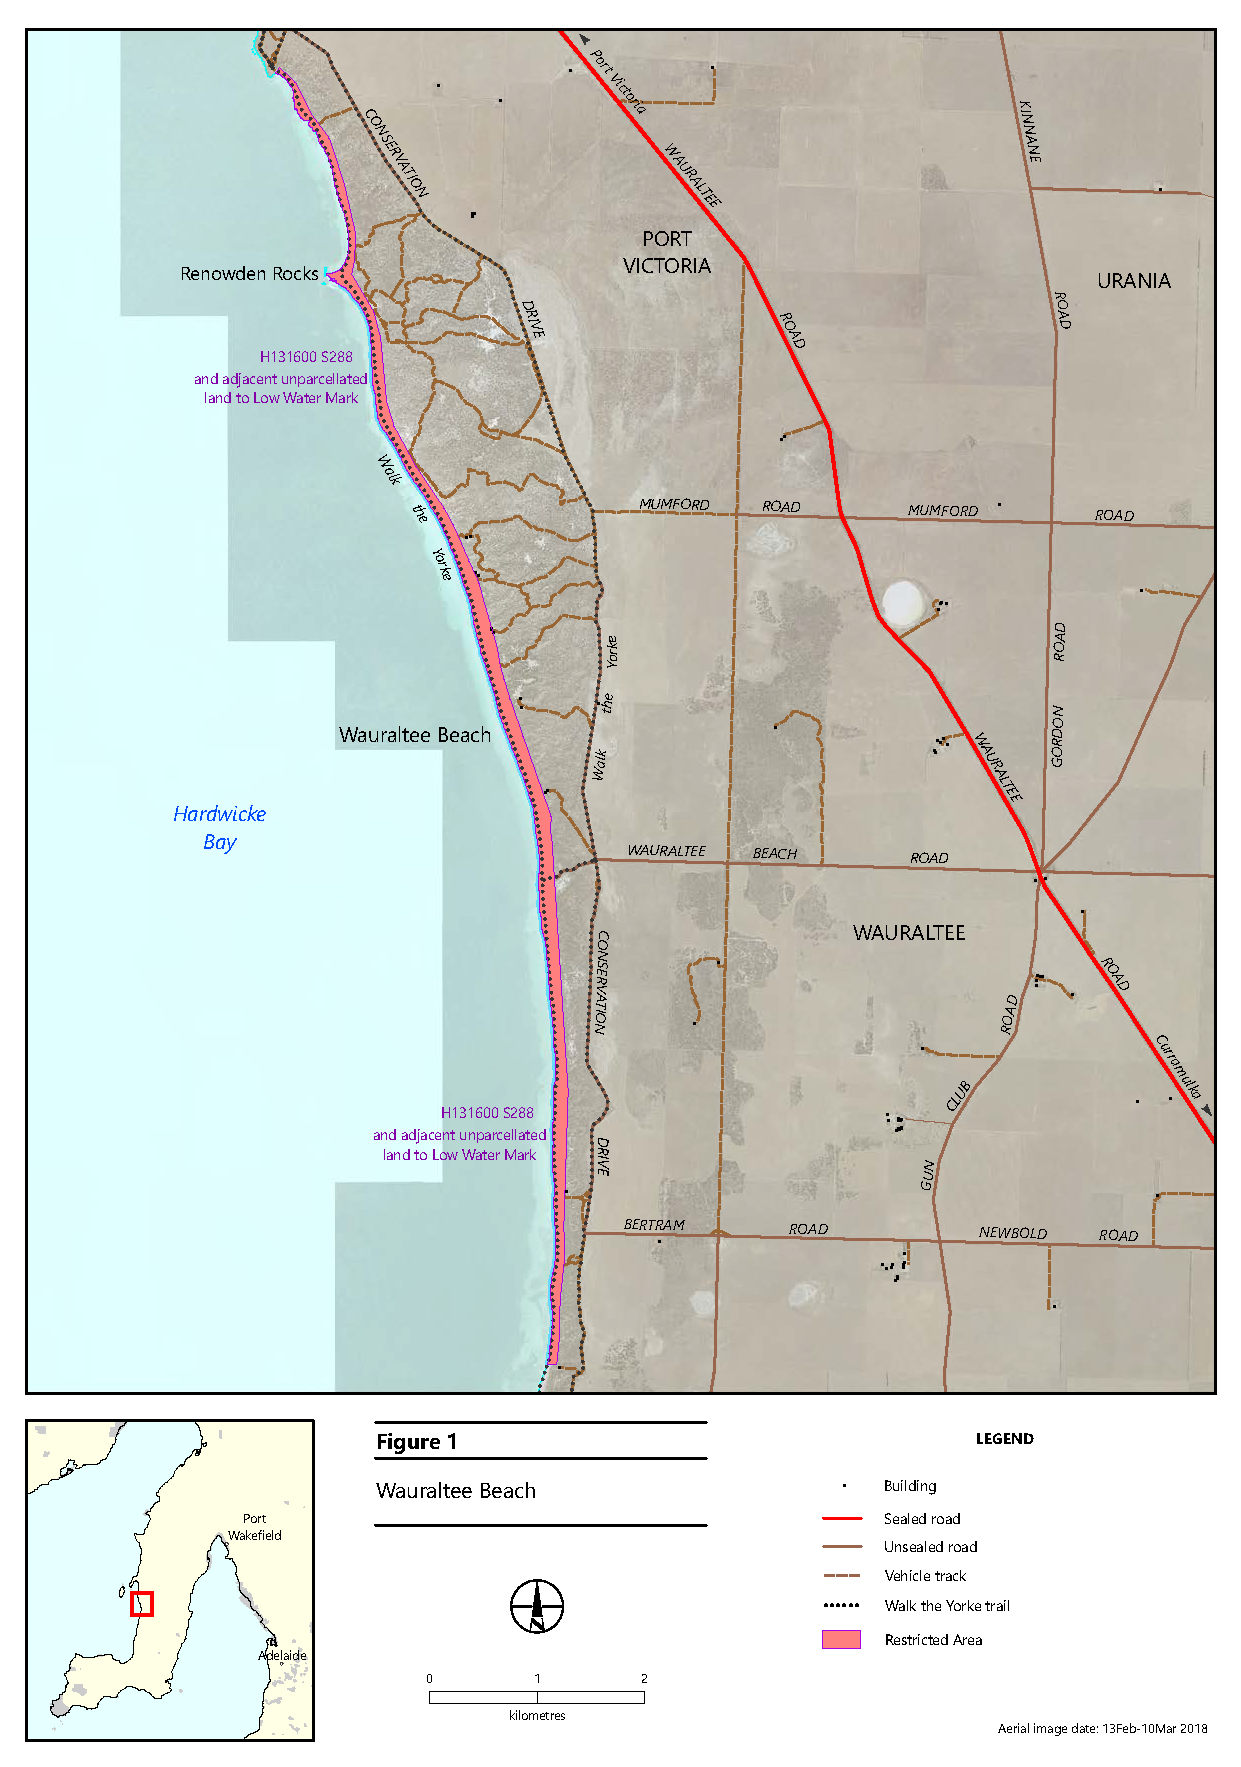 Port Victoria
CONSERVATION
KINNANE
WAURALTEE
PORT
VICTORIA
Renowden Rocks
URANIA
DRIVE
ROAD
ROAD
H131600 S288
and adjacent unparcellated
land to Low Water Mark
Walk
the
Yorke
MUMFORD
ROAD
MUMFORD
ROAD
Yorke
the
Walk
ROAD
GORDON
Wauraltee Beach
WAURALTEE
Hardwicke
Bay
WAURALTEE
BEACH
ROAD
WAURALTEE
CONSERVATION
ROAD
ROAD
Curramulka
CLUB
H131600 S288
and adjacent unparcellated
land to Low Water Mark
DRIVE
GUN
BERTRAM
ROAD
NEWBOLD
ROAD
Port
Wakefield
Adelaide
Figure 1
Wauraltee Beach
N
0 1 2
kilometres
LEGEND
Building
Sealed road
Unsealed road
Vehicle track
Walk the Yorke trail
Restricted Area
Aerial image date: 13Feb-10Mar 2018